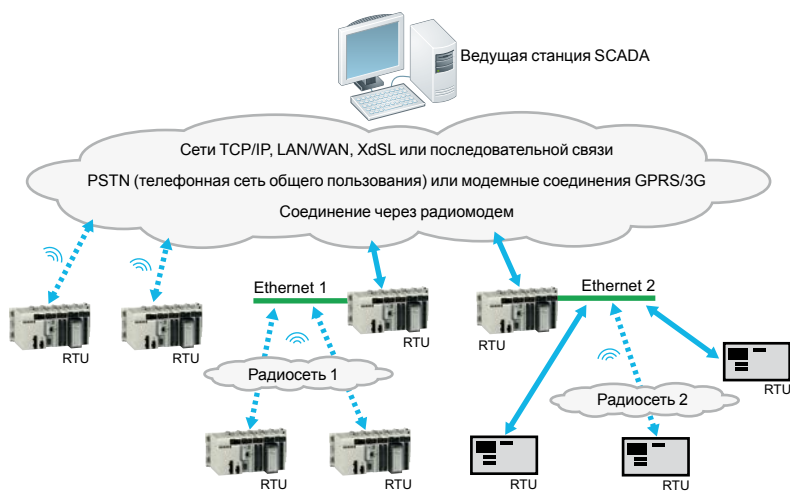 Ведущая станция SCADA
Сети TCP/IP, LAN/WAN, XdSL или последовательной связи
PSTN (телефонная сеть общего пользования) или модемные соединения GPRS/3G
Соединение через радиомодем
Ethernet 1
Ethernet 2
RTU
RTU
RTU
RTU
Радиосеть 1
RTU
Радиосеть 2
RTU
RTU
RTU
RTU